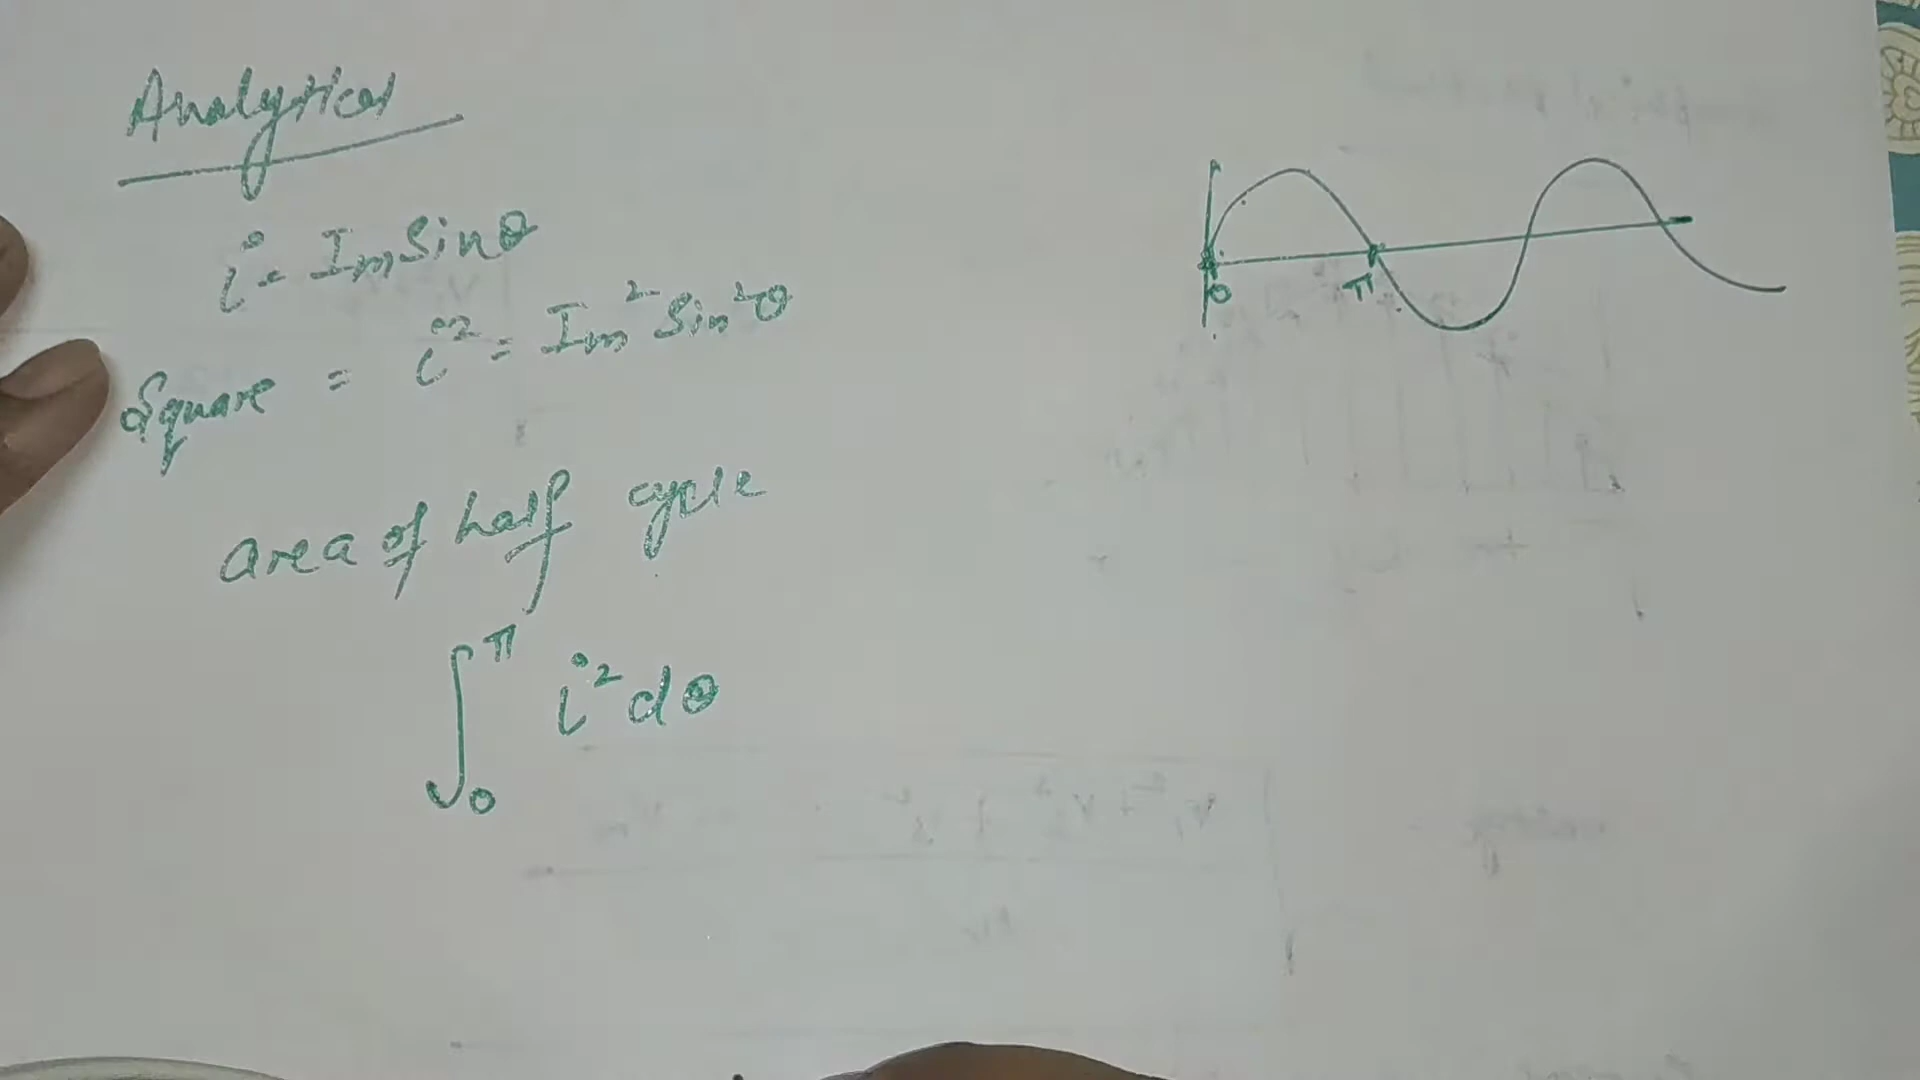 Analytical
i = Im Sinθ
Square = i² = Im² Sin²θ
area of half cycle
∫₀^π i² dθ
0 π